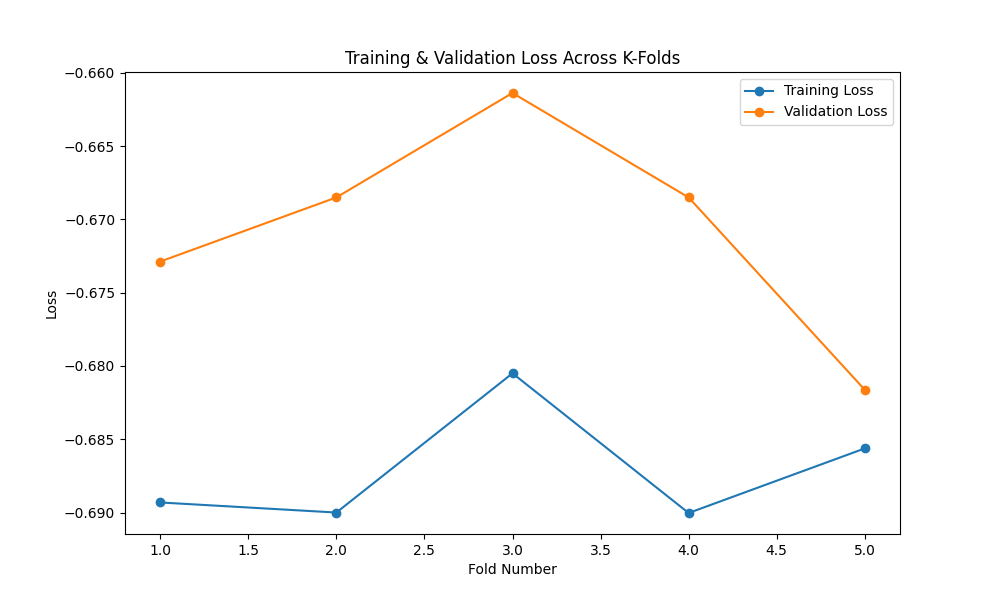 Training & Validation Loss Across K-Folds
Training Loss
Validation Loss
Loss
−0.660
−0.665
−0.670
−0.675
−0.680
−0.685
−0.690
1.0 1.5 2.0 2.5 3.0 3.5 4.0 4.5 5.0
Fold Number